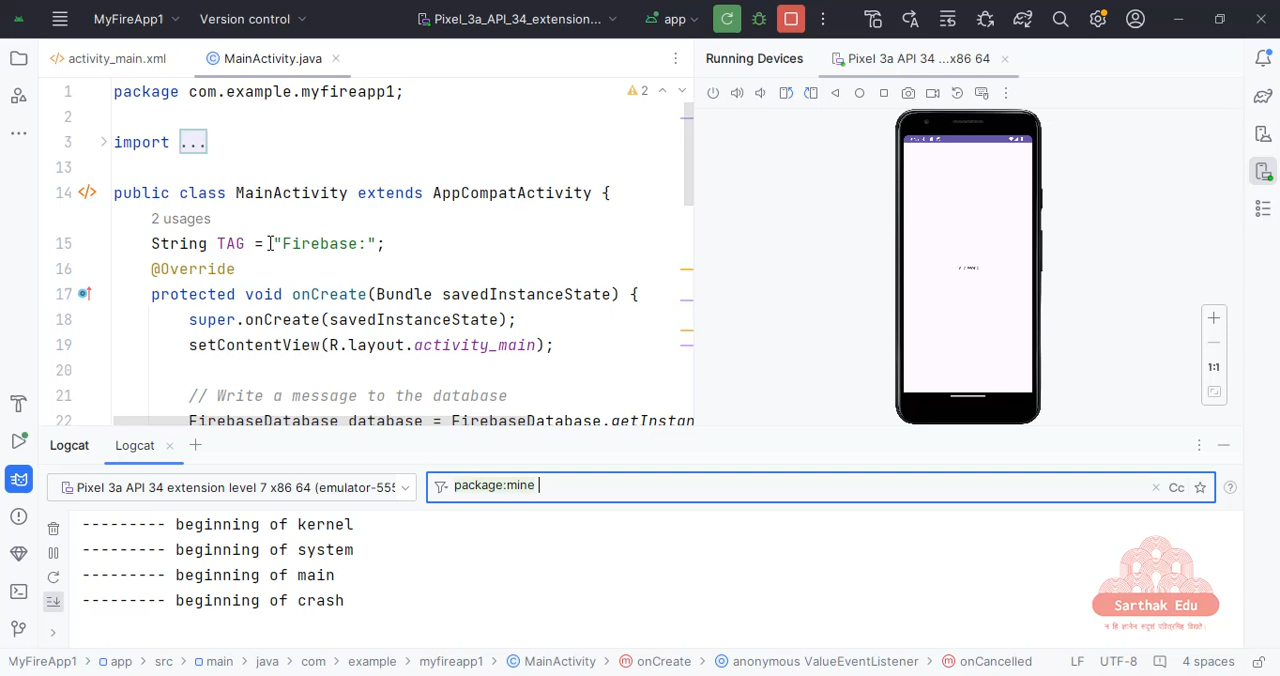 MyFireApp1 Version control Pixel_3a_API_34_extension... app
activity_main.xml MainActivity.java
Running Devices Pixel 3a API 34 ...x86 64
1 package com.example.myfireapp1;
2
2
3 import ...
13
14 public class MainActivity extends AppCompatActivity {
2 usages
15 String TAG = "Firebase:";
16 @Override
17 protected void onCreate(Bundle savedInstanceState) {
18 super.onCreate(savedInstanceState);
19 setContentView(R.layout.activity_main);
20
21 // Write a message to the database
22 FirebaseDatabase database = FirebaseDatabase.getInstan
1:1
Logcat Logcat
Pixel 3a API 34 extension level 7 x86 64 (emulator-555
package:mine
Cc
--------- beginning of kernel
--------- beginning of system
--------- beginning of main
--------- beginning of crash
Sarthak Edu
MyFireApp1 app src main java com example myfireapp1 MainActivity onCreate anonymous ValueEventListener onCancelled LF UTF-8 4 spaces